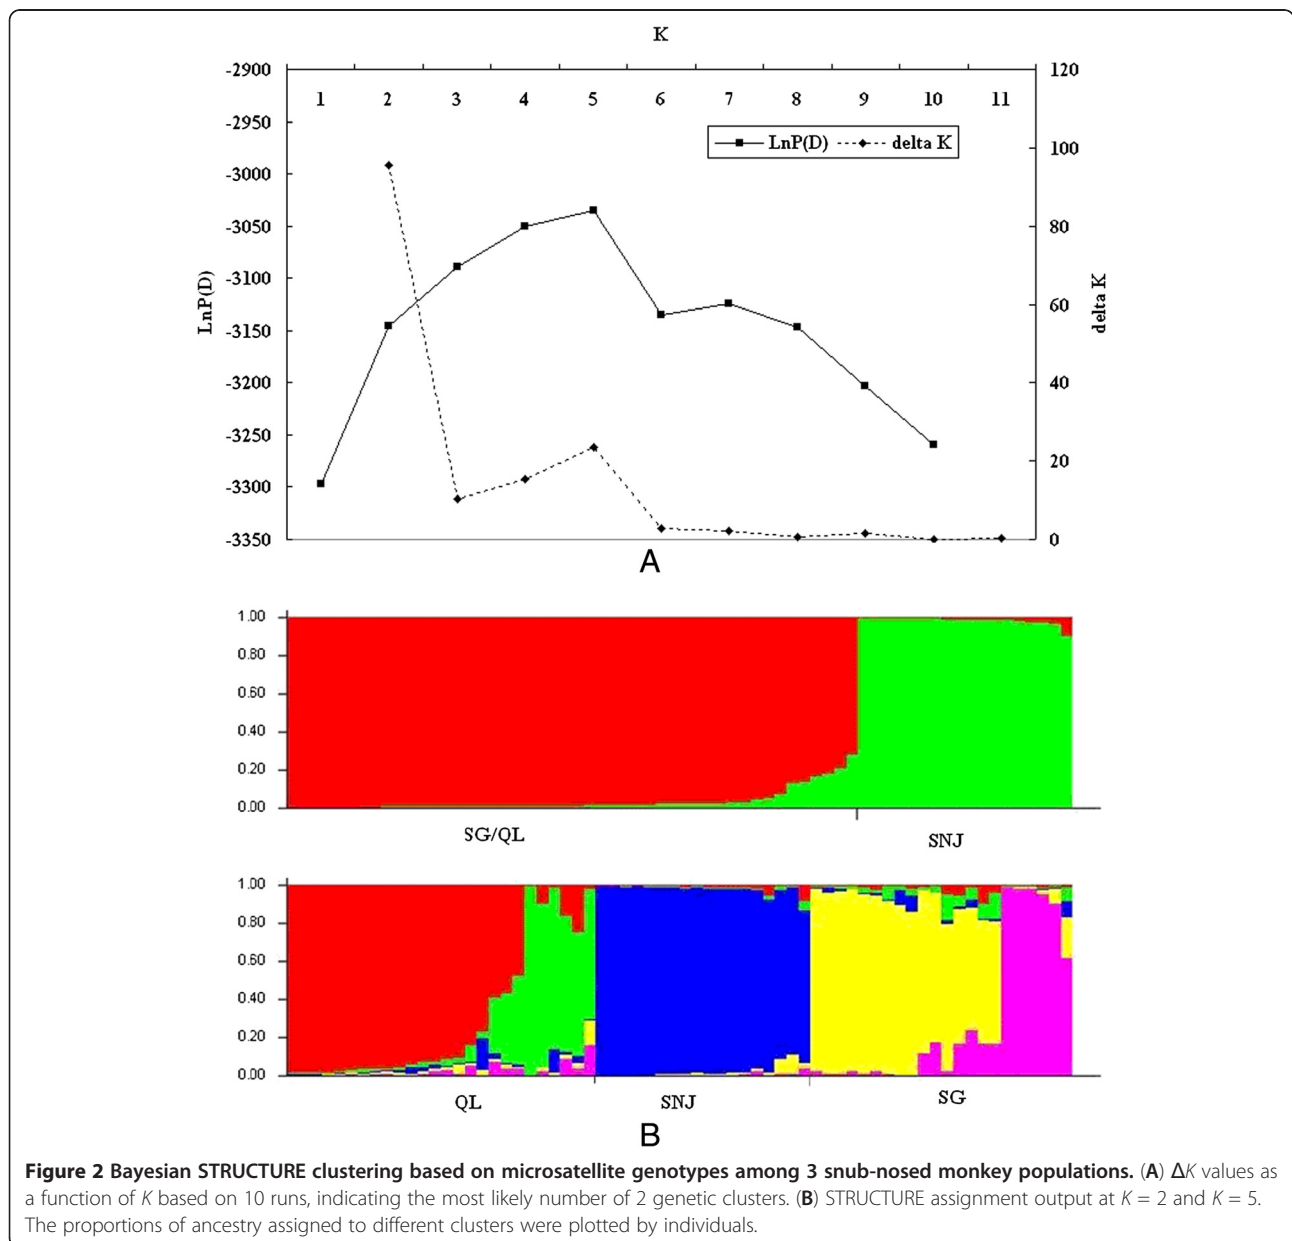 K
-2900
-2950
-3000
-3050
-3100
-3150
-3200
-3250
-3300
-3350
LnP(D)
1 2 3 4 5 6 7 8 9 10 11
LnP(D) delta K
120
100
80
60
40
20
0
delta K
A
1.00
0.80
0.60
0.40
0.20
0.00
SG/QL SNJ
1.00
0.80
0.60
0.40
0.20
0.00
QL SNJ SG
B
Figure 2 Bayesian STRUCTURE clustering based on microsatellite genotypes among 3 snub-nosed monkey populations. (A) ΔK values as
a function of K based on 10 runs, indicating the most likely number of 2 genetic clusters. (B) STRUCTURE assignment output at K = 2 and K = 5.
The proportions of ancestry assigned to different clusters were plotted by individuals.